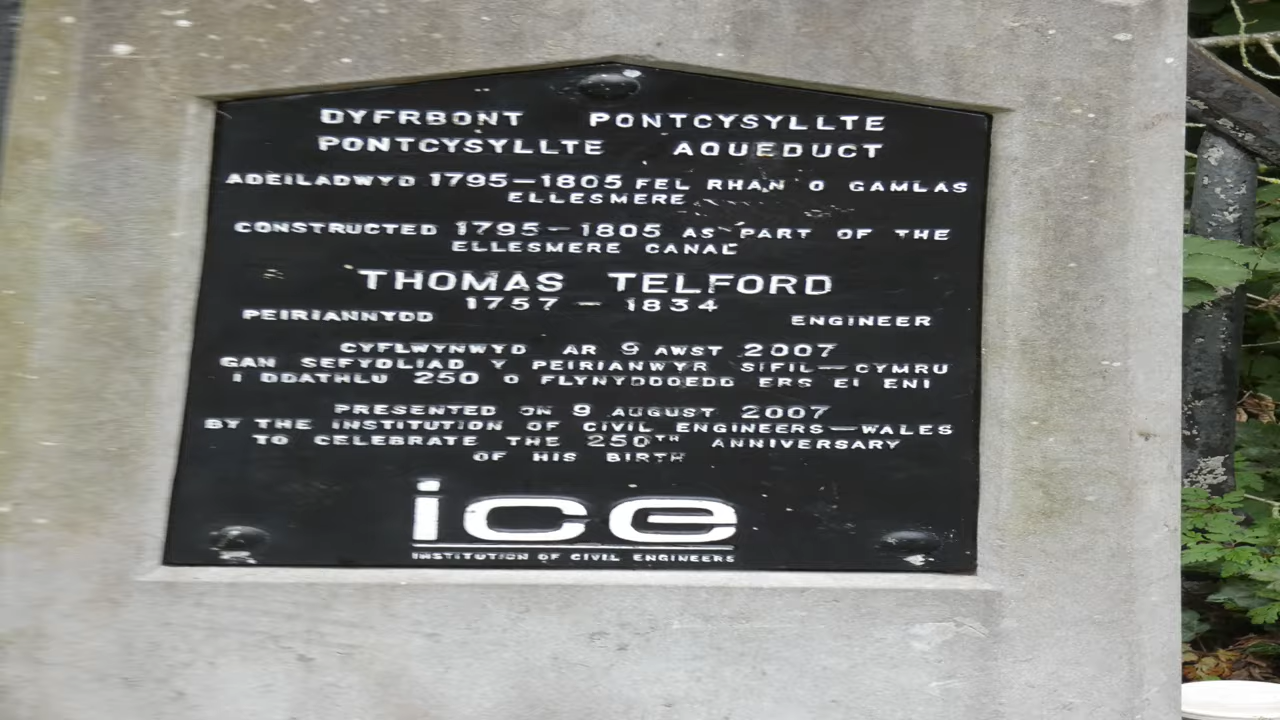 DYFRBONT PONTCYSYLLTE
PONTCYSYLLTE AQUEDUCT
ADEILADWYD 1795–1805 FEL RHAN O GAMLAS
ELLESMERE
CONSTRUCTED 1795–1805 AS PART OF THE
ELLESMERE CANAL
THOMAS TELFORD
1757 – 1834
PEIRIANNYDD ENGINEER
CYFLWYNWYD AR 9 AWST 2007
GAN SEFYDLIAD Y PEIRIANWYR SIFIL–CYMRU
I DDATHLU 250 O FLYNYDDOEDD ERS EI ENI
PRESENTED ON 9 AUGUST 2007
BY THE INSTITUTION OF CIVIL ENGINEERS–WALES
TO CELEBRATE THE 250TH ANNIVERSARY
OF HIS BIRTH
ice
INSTITUTION OF CIVIL ENGINEERS